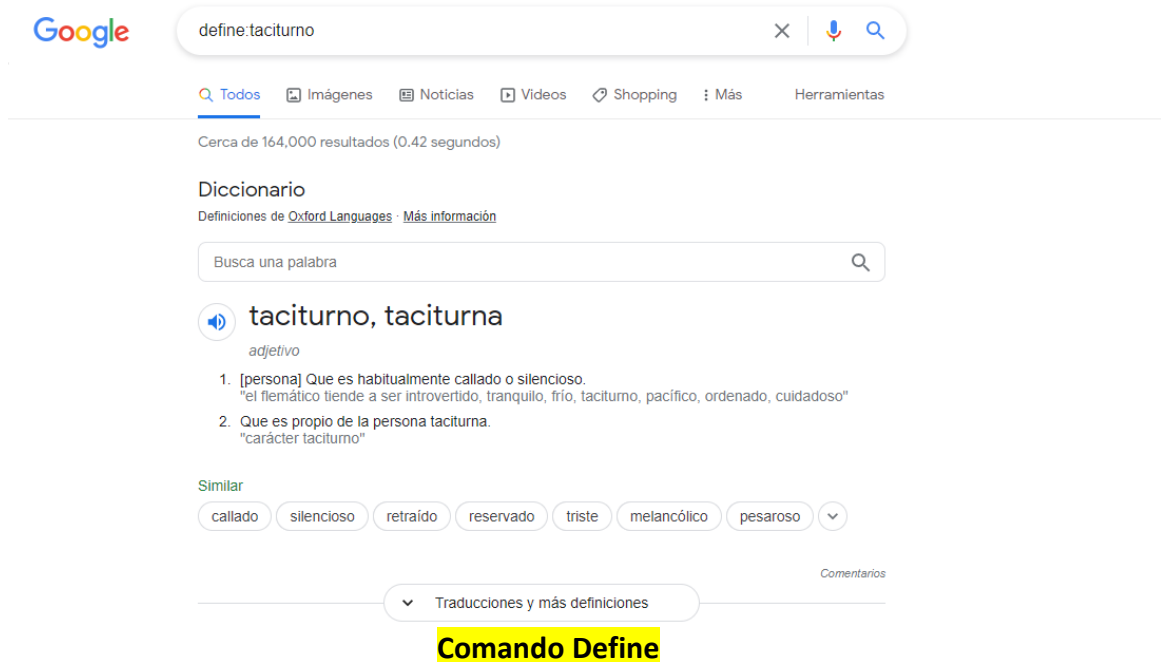 Google
define:taciturno
Todos Imágenes Noticias Videos Shopping Más Herramientas
Cerca de 164,000 resultados (0.42 segundos)
Diccionario
Definiciones de Oxford Languages · Más información
Busca una palabra
taciturno, taciturna
adjetivo
1. [persona] Que es habitualmente callado o silencioso.
"el flemático tiende a ser introvertido, tranquilo, frío, taciturno, pacífico, ordenado, cuidadoso"
2. Que es propio de la persona taciturna.
"carácter taciturno"
Similar
callado silencioso retraído reservado triste melancólico pesaroso
Comentarios
Traducciones y más definiciones
Comando Define